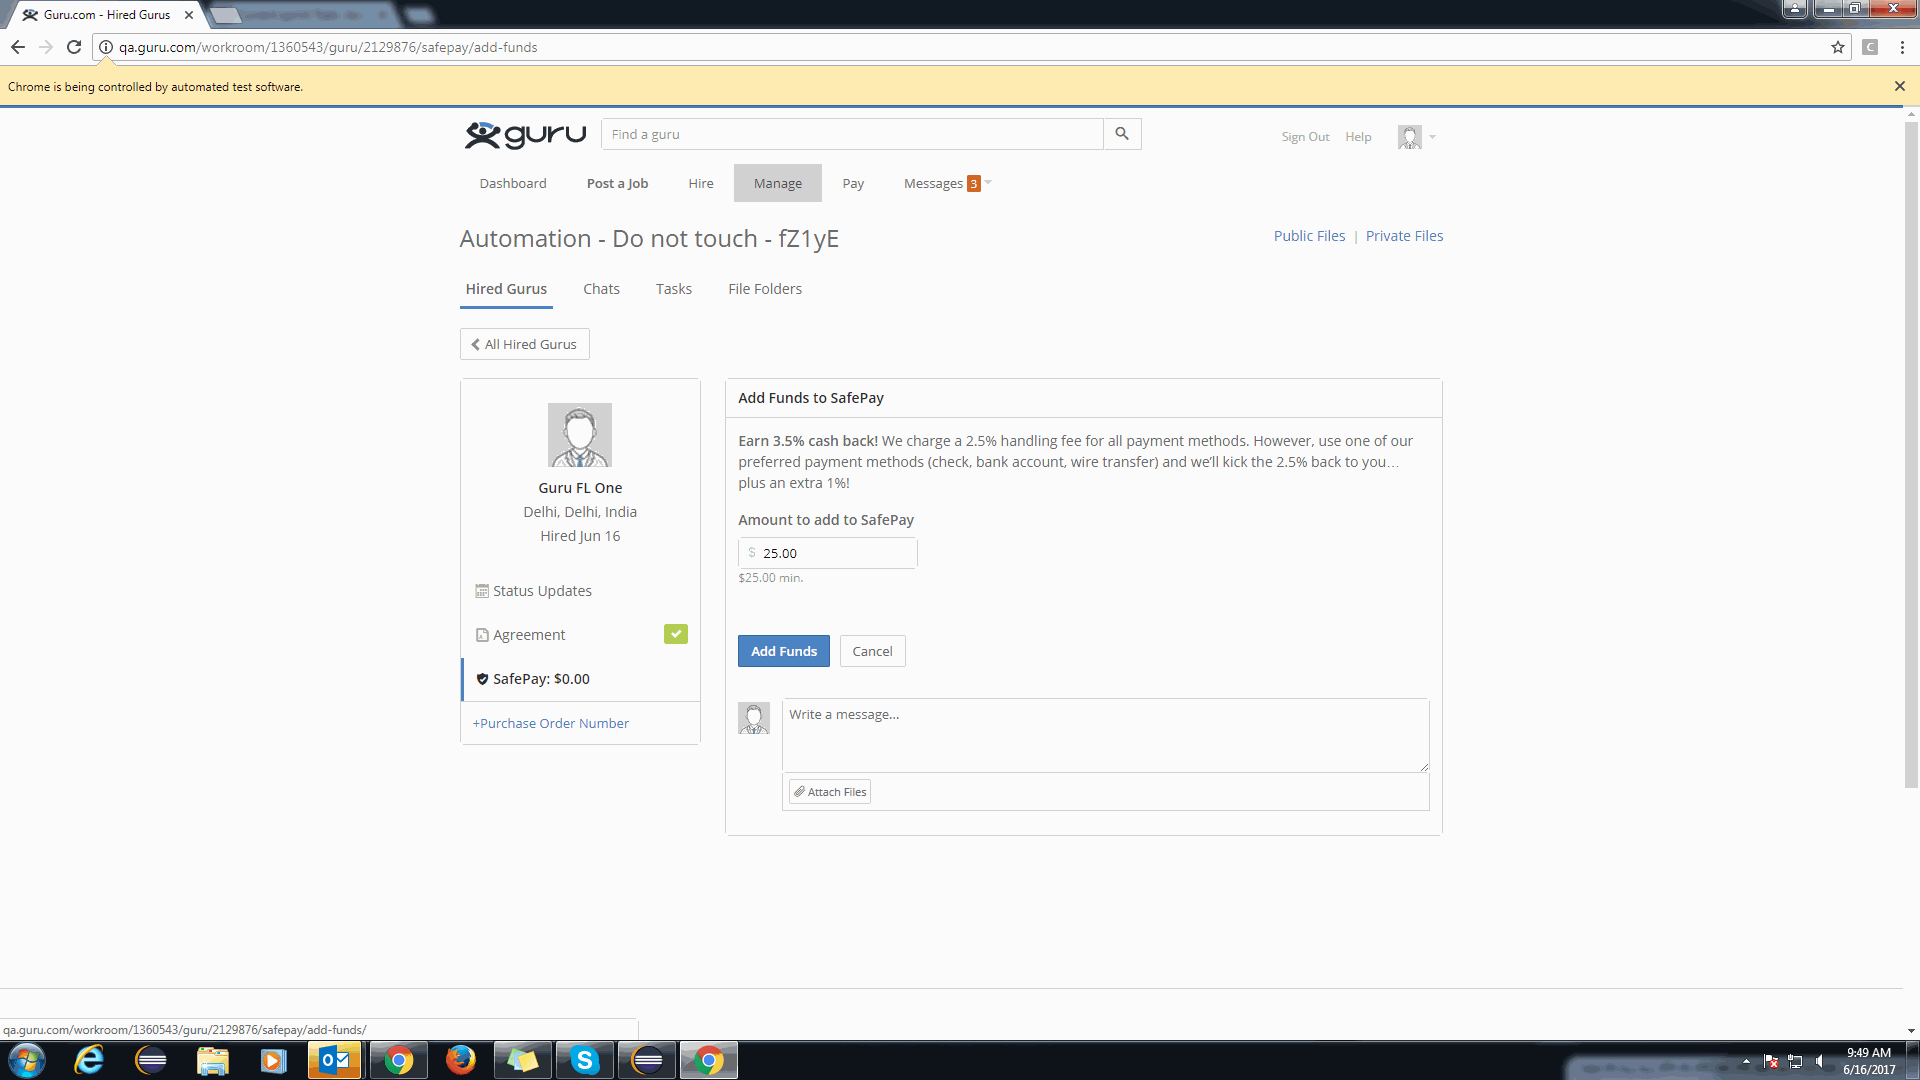 Guru.com - Hired Gurus
qa.guru.com/workroom/1360543/guru/2129876/safepay/add-funds
C
Chrome is being controlled by automated test software.
guru
Find a guru
Sign Out Help
Dashboard Post a Job Hire Manage Pay Messages 3
Automation - Do not touch - fZ1yE
Public Files | Private Files
Hired Gurus Chats Tasks File Folders
All Hired Gurus
Guru FL One
Delhi, Delhi, India
Hired Jun 16
Status Updates
Agreement
SafePay: $0.00
+Purchase Order Number
Add Funds to SafePay
Earn 3.5% cash back! We charge a 2.5% handling fee for all payment methods. However, use one of our
preferred payment methods (check, bank account, wire transfer) and we’ll kick the 2.5% back to you…
plus an extra 1%!
Amount to add to SafePay
$ 25.00
$25.00 min.
Add Funds Cancel
Write a message...
Attach Files
qa.guru.com/workroom/1360543/guru/2129876/safepay/add-funds/
9:49 AM
6/16/2017